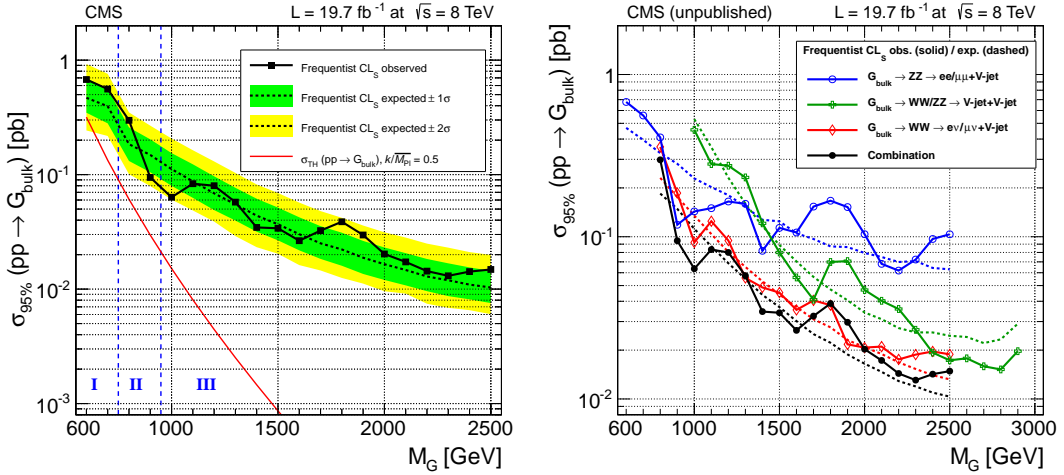 CMS
L = 19.7 fb⁻¹ at √s = 8 TeV
σ95% (pp → Gbulk) [pb]
1
10⁻¹
10⁻²
10⁻³
Frequentist CLS observed
Frequentist CLS expected ± 1σ
Frequentist CLS expected ± 2σ
σTH (pp → Gbulk), k/M̅Pl = 0.5
I
II
III
1000
1500
2000
2500
600
MG [GeV]
CMS (unpublished)
L = 19.7 fb⁻¹ at √s = 8 TeV
σ95% (pp → Gbulk) [pb]
1
10⁻¹
10⁻²
Frequentist CLS obs. (solid) / exp. (dashed)
Gbulk → ZZ → ee/μμ+V-jet
Gbulk → WW/ZZ → V-jet+V-jet
Gbulk → WW → eν/μν+V-jet
Combination
600
1000
1500
2000
2500
3000
MG [GeV]